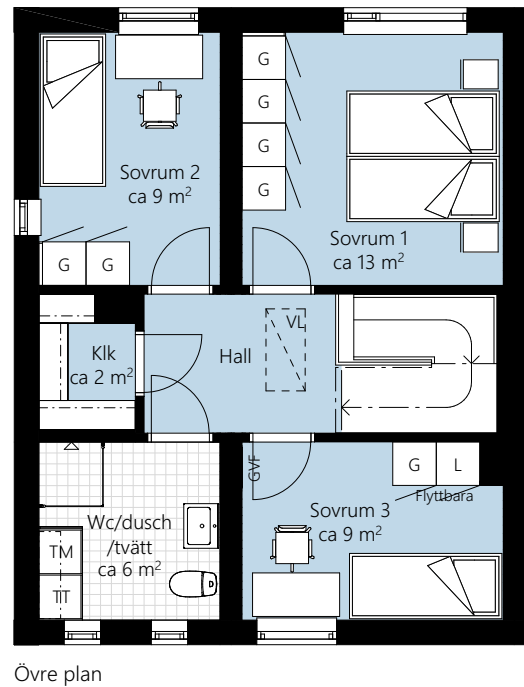 G
G
G
G
Sovrum 2
ca 9 m²
Sovrum 1
ca 13 m²
G G
VL
Klk
ca 2 m²
Hall
GVF
G L
Flyttbara
Wc/dusch
/tvätt
ca 6 m²
Sovrum 3
ca 9 m²
TM
TT
Övre plan